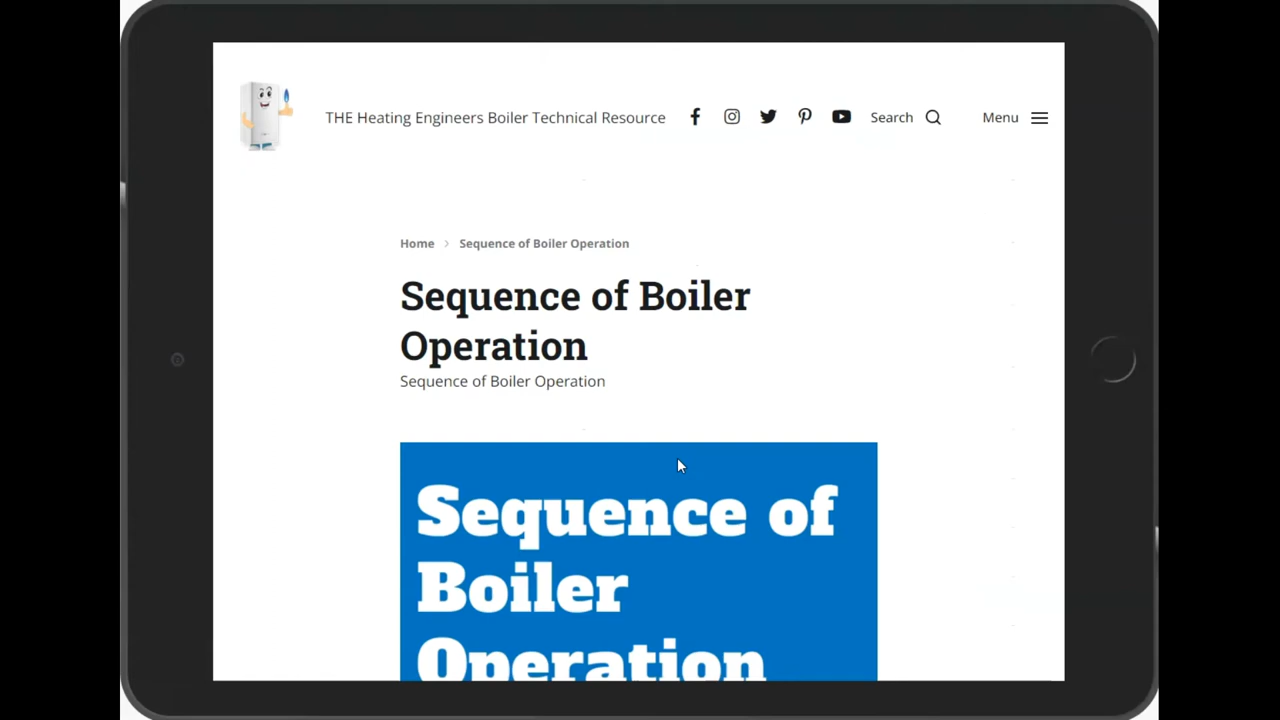 THE Heating Engineers Boiler Technical Resource Search Menu
Home > Sequence of Boiler Operation
Sequence of Boiler
Operation
Sequence of Boiler Operation
Sequence of
Boiler
Operation